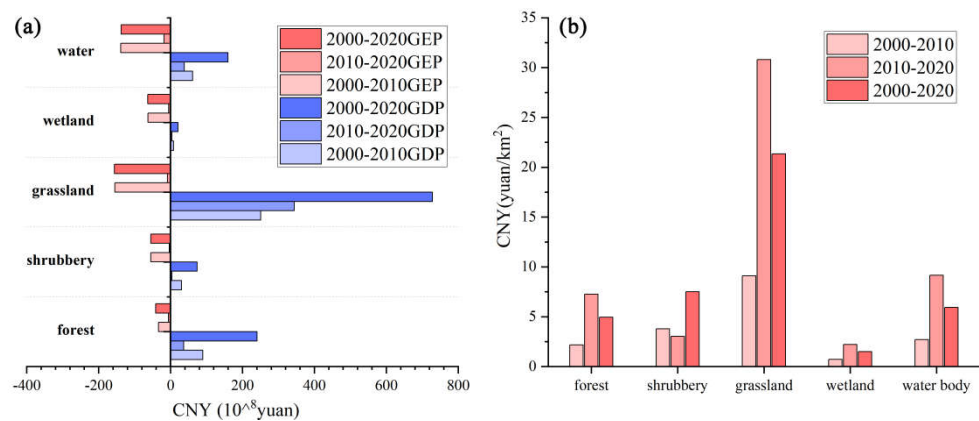 (a)
water
wetland
grassland
shrubbery
forest
2000-2020GEP
2010-2020GEP
2000-2010GEP
2000-2020GDP
2010-2020GDP
2000-2010GDP
-400 -200 0 200 400 600 800
CNY (10^8yuan)
(b)
2000-2010
2010-2020
2000-2020
CNY(yuan/km2)
35
30
25
20
15
10
5
0
forest shrubbery grassland wetland water body